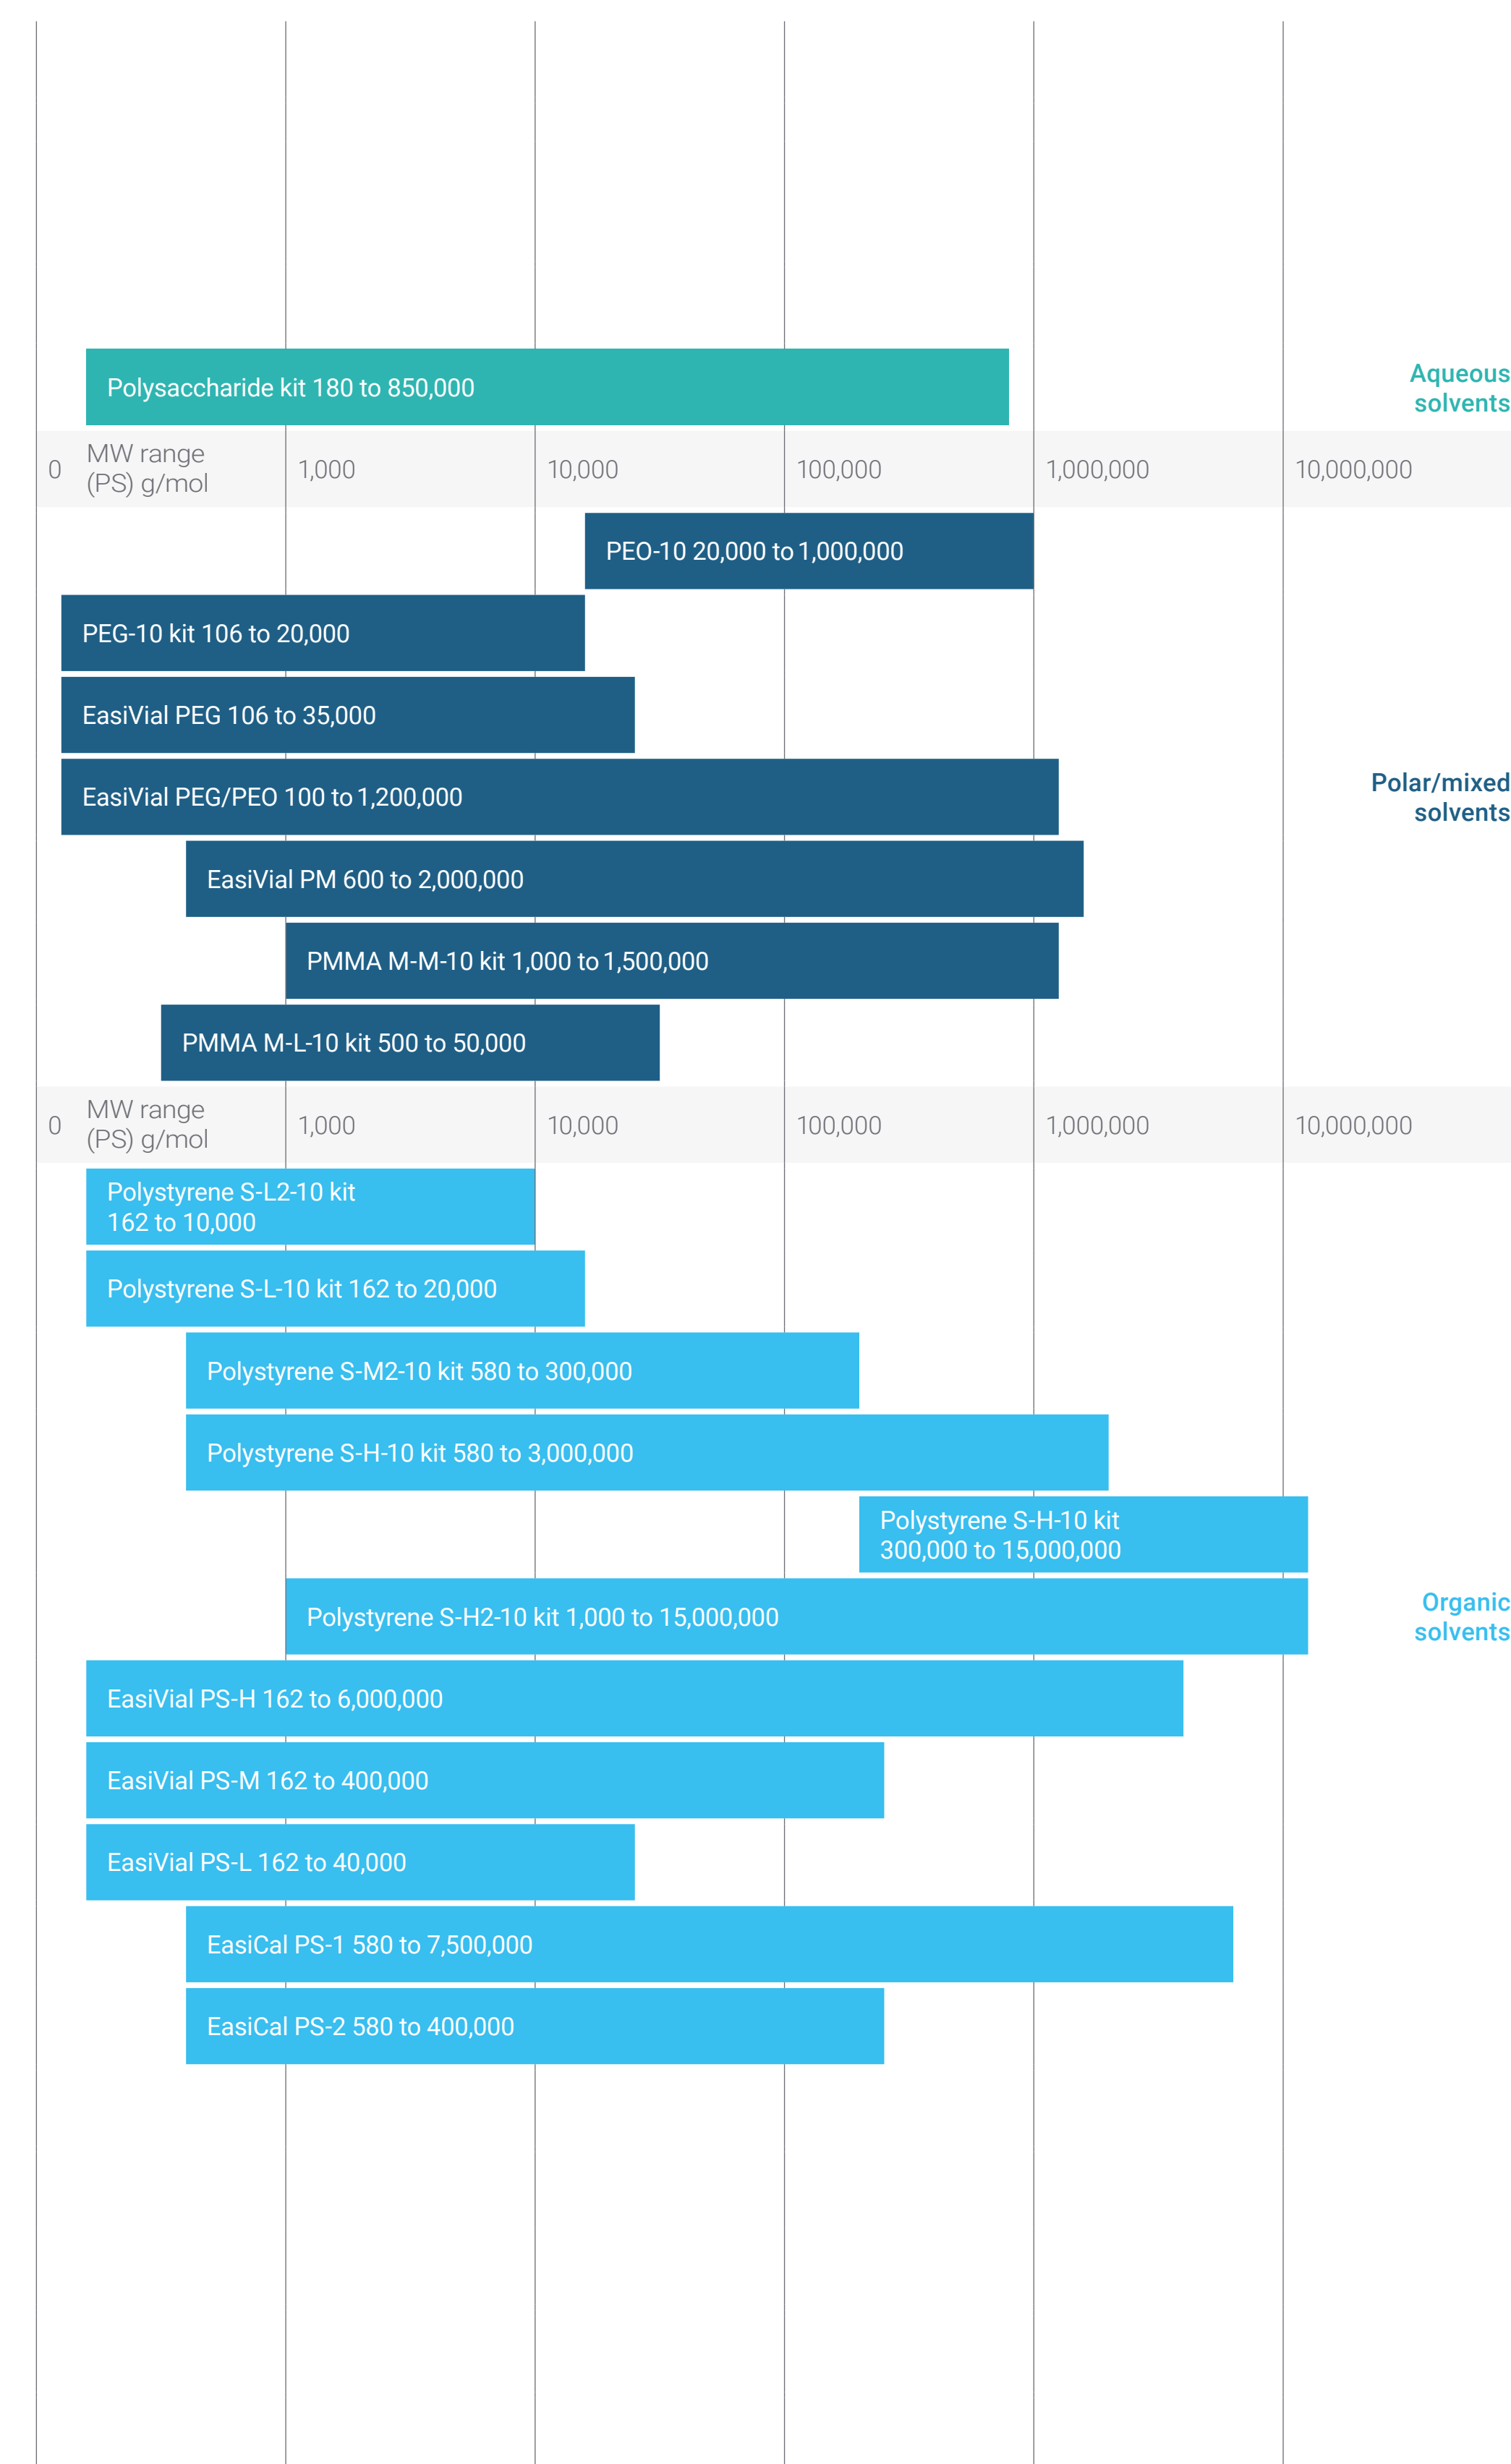 Polysaccharide kit 180 to 850,000
Aqueous
solvents
0
MW range
(PS) g/mol
1,000
10,000
100,000
1,000,000
10,000,000
PEO-10 20,000 to 1,000,000
PEG-10 kit 106 to 20,000
EasiVial PEG 106 to 35,000
EasiVial PEG/PEO 100 to 1,200,000
Polar/mixed
solvents
EasiVial PM 600 to 2,000,000
PMMA M-M-10 kit 1,000 to 1,500,000
PMMA M-L-10 kit 500 to 50,000
0
MW range
(PS) g/mol
1,000
10,000
100,000
1,000,000
10,000,000
Polystyrene S-L2-10 kit
162 to 10,000
Polystyrene S-L-10 kit 162 to 20,000
Polystyrene S-M2-10 kit 580 to 300,000
Polystyrene S-H-10 kit 580 to 3,000,000
Polystyrene S-H-10 kit
300,000 to 15,000,000
Polystyrene S-H2-10 kit 1,000 to 15,000,000
Organic
solvents
EasiVial PS-H 162 to 6,000,000
EasiVial PS-M 162 to 400,000
EasiVial PS-L 162 to 40,000
EasiCal PS-1 580 to 7,500,000
EasiCal PS-2 580 to 400,000